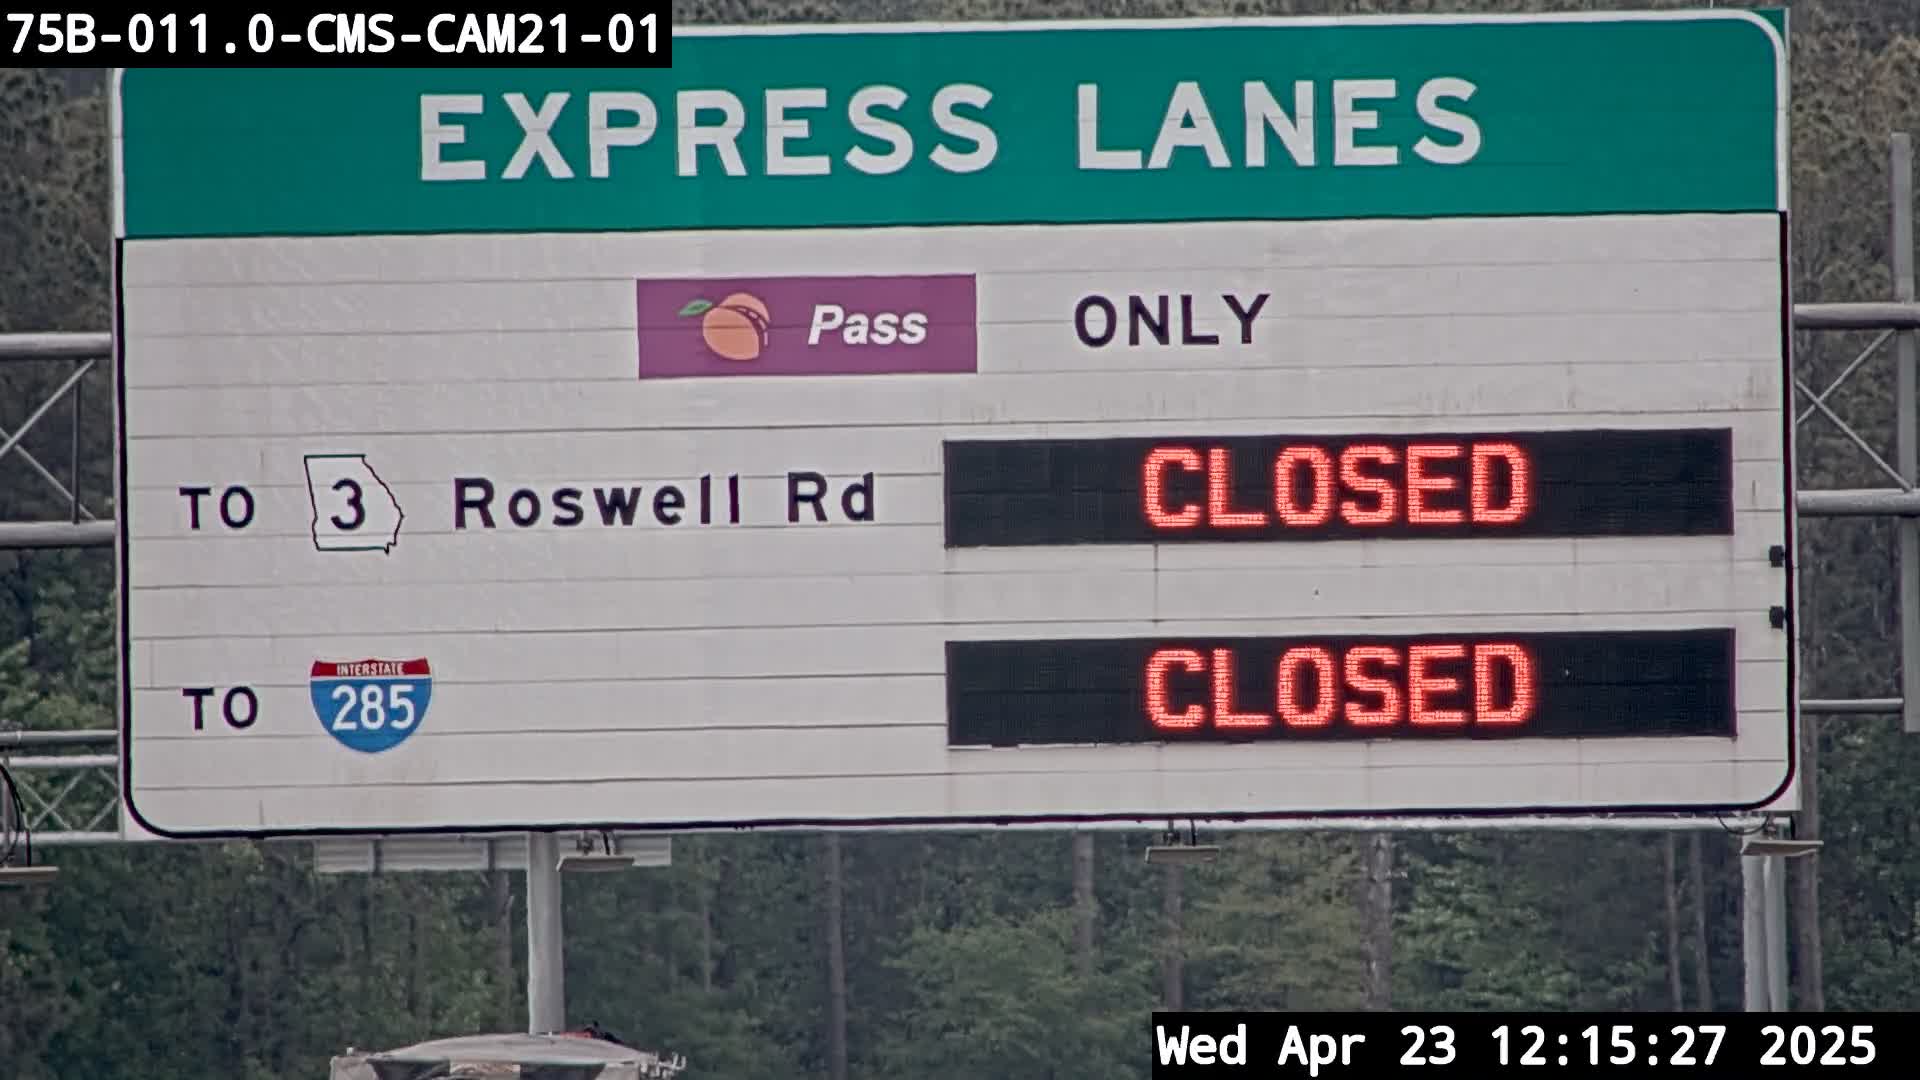 75B-011.0-CMS-CAM21-01
EXPRESS LANES
Pass ONLY
TO 3 Roswell Rd CLOSED
INTERSTATE
TO 285 CLOSED
Wed Apr 23 12:15:27 2025